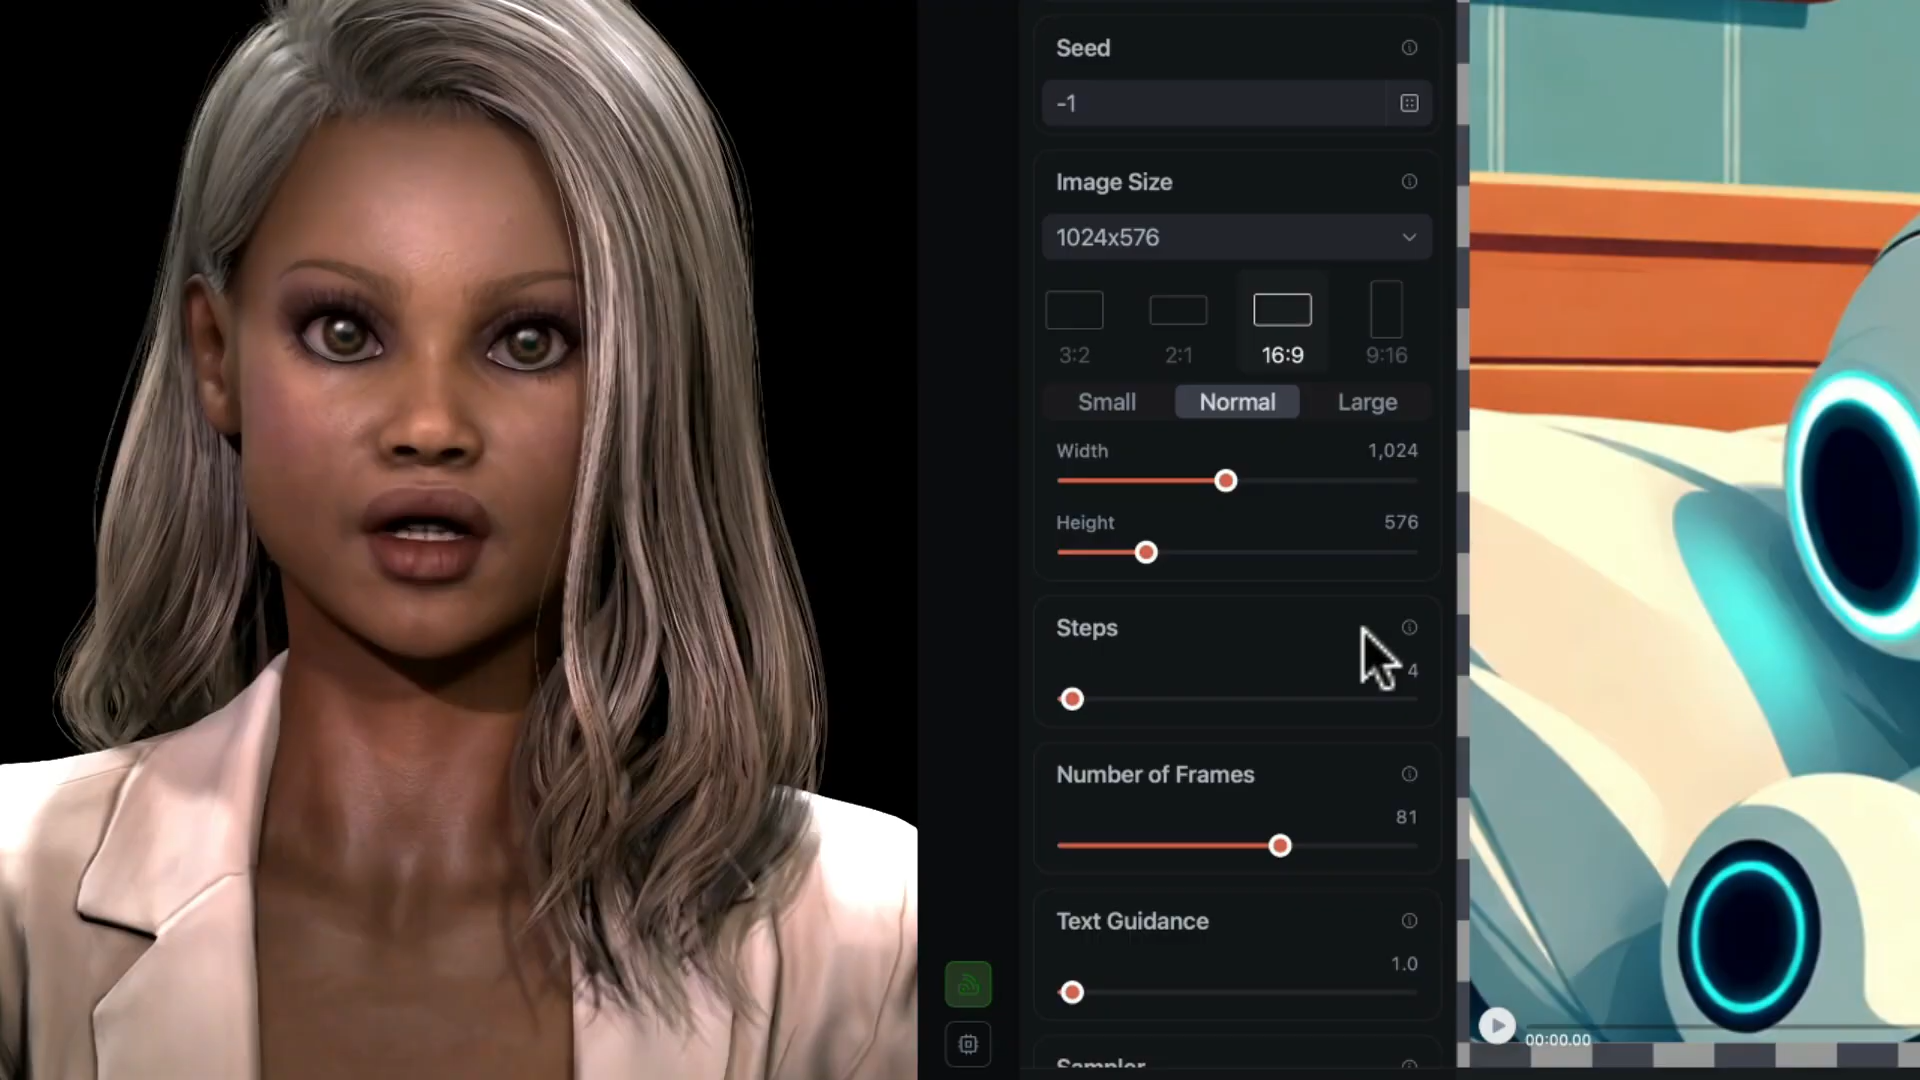 Seed
-1
Image Size
1024x576
3:2 2:1 16:9 9:16
Small Normal Large
Width 1,024
Height 576
Steps
4
Number of Frames
81
Text Guidance
1.0
Sampler
00:00.00